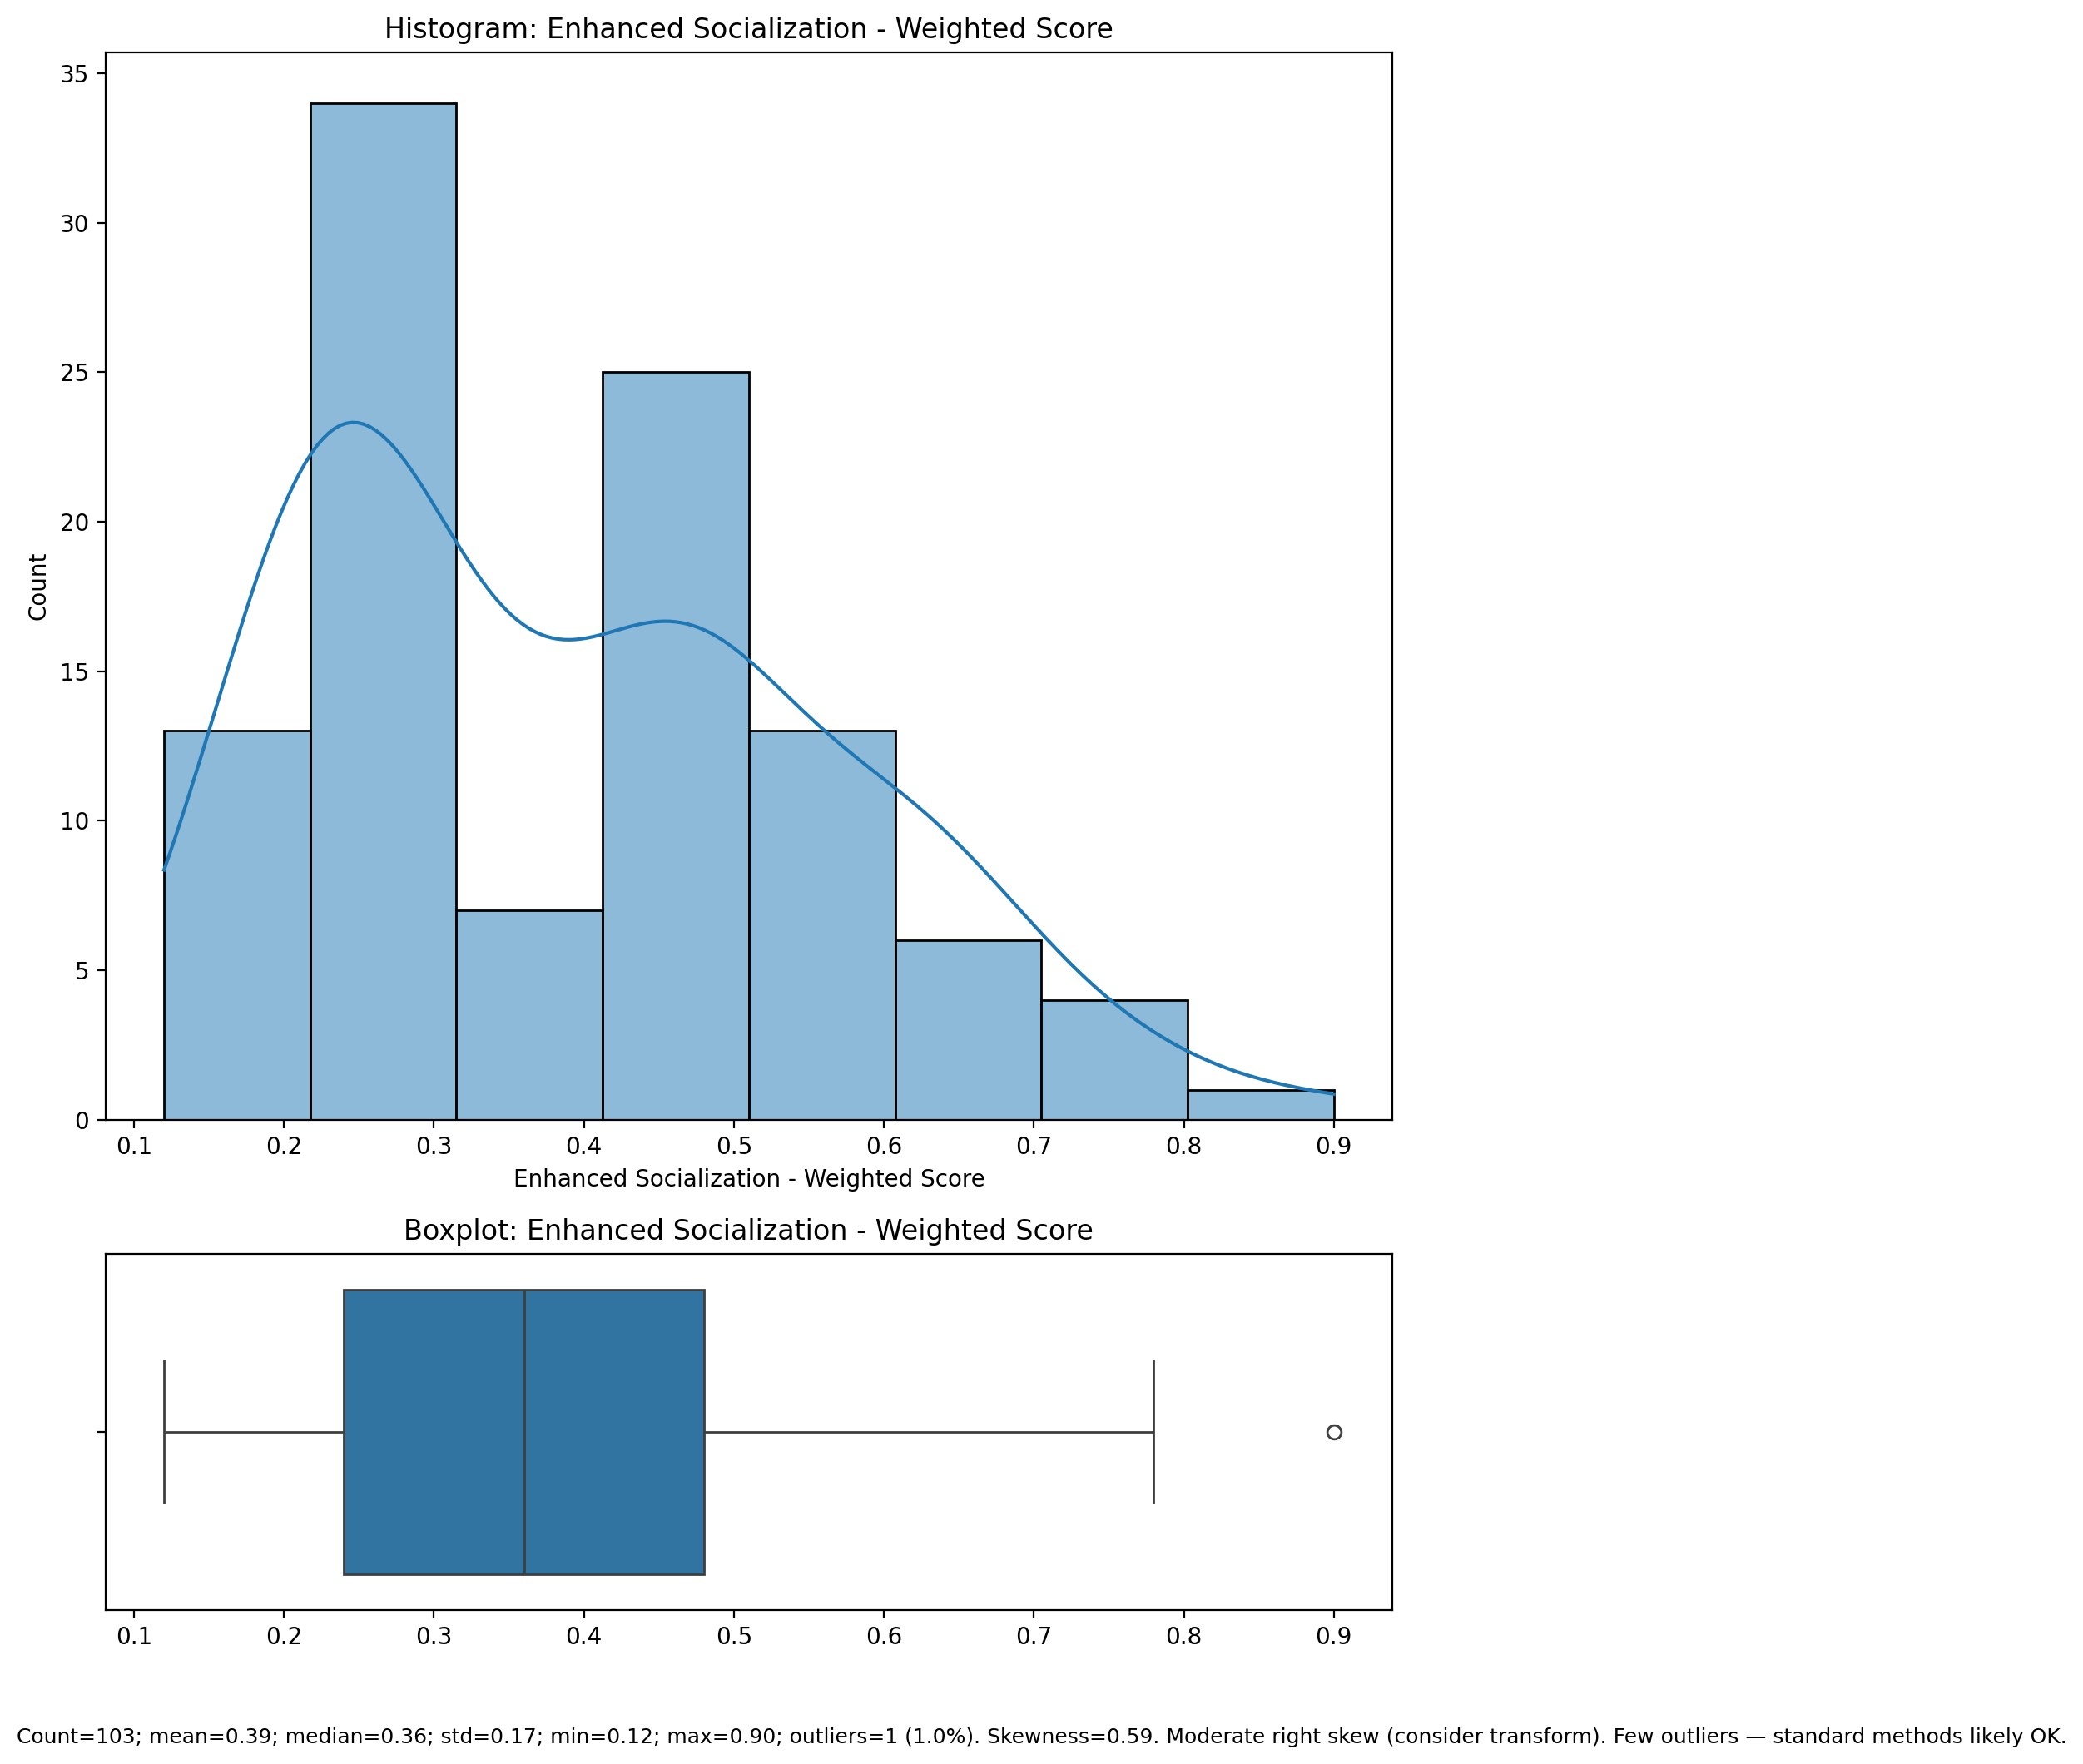 Histogram: Enhanced Socialization - Weighted Score
35
30
25
20
15
10
5
0
Count
0.1 0.2 0.3 0.4 0.5 0.6 0.7 0.8 0.9
Enhanced Socialization - Weighted Score
Boxplot: Enhanced Socialization - Weighted Score
0.1 0.2 0.3 0.4 0.5 0.6 0.7 0.8 0.9
Count=103; mean=0.39; median=0.36; std=0.17; min=0.12; max=0.90; outliers=1 (1.0%). Skewness=0.59. Moderate right skew (consider transform). Few outliers — standard methods likely OK.